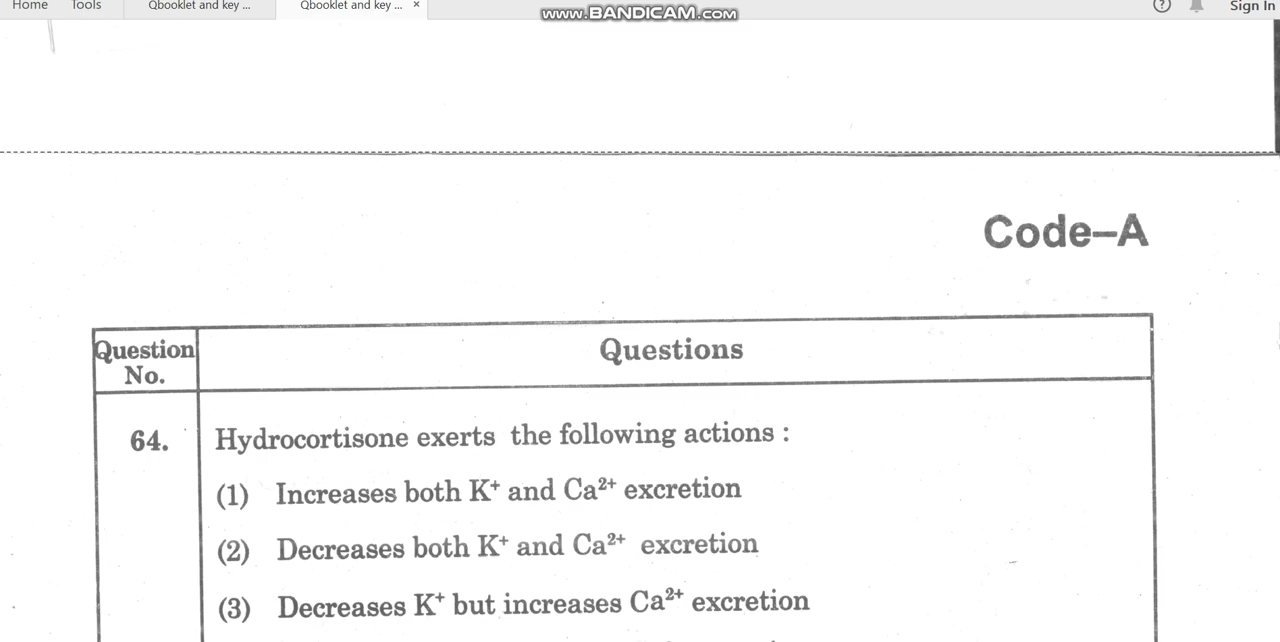 Home Tools Qbooklet and key ... Qbooklet and key ... × ? Sign In
www.BANDICAM.com
Code–A
Question No. Questions
64. Hydrocortisone exerts the following actions :
(1) Increases both K⁺ and Ca²⁺ excretion
(2) Decreases both K⁺ and Ca²⁺ excretion
(3) Decreases K⁺ but increases Ca²⁺ excretion